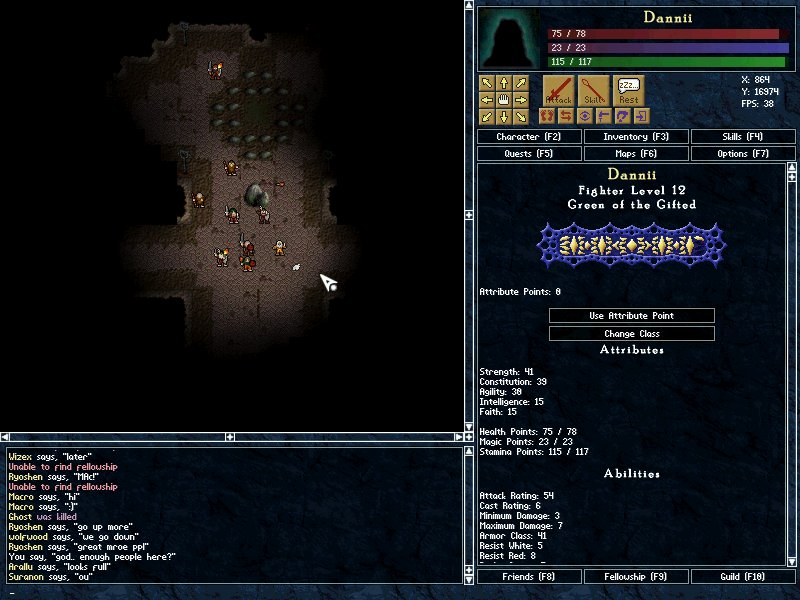 Dannii
75 / 78
23 / 23
115 / 117
Attack
Skill
zZz...
Rest
X: 864
Y: 16974
FPS: 38
Character (F2)
Inventory (F3)
Skills (F4)
Quests (F5)
Maps (F6)
Options (F7)
Dannii
Fighter Level 12
Green of the Gifted
Attribute Points: 0
Use Attribute Point
Change Class
Attributes
Strength: 41
Constitution: 39
Agility: 30
Intelligence: 15
Faith: 15
Health Points: 75 / 78
Magic Points: 23 / 23
Stamina Points: 115 / 117
Abilities
Attack Rating: 54
Cast Rating: 6
Minimum Damage: 3
Maximum Damage: 7
Armor Class: 41
Resist White: 5
Resist Red: 8
Wizex says, "later"
Unable to find fellowship
Ryoshen says, "MAc!"
Unable to find fellowship
Macro says, "hi"
Macro says, ":)"
Ghost was killed
Ryoshen says, "go up more"
wolfwood says, "we go down"
Ryoshen says, "great mroe ppl"
You say, "god.. enough people here?"
Arallu says, "looks full"
Suranon says, "ou"
Friends (F8)
Fellowship (F9)
Guild (F10)